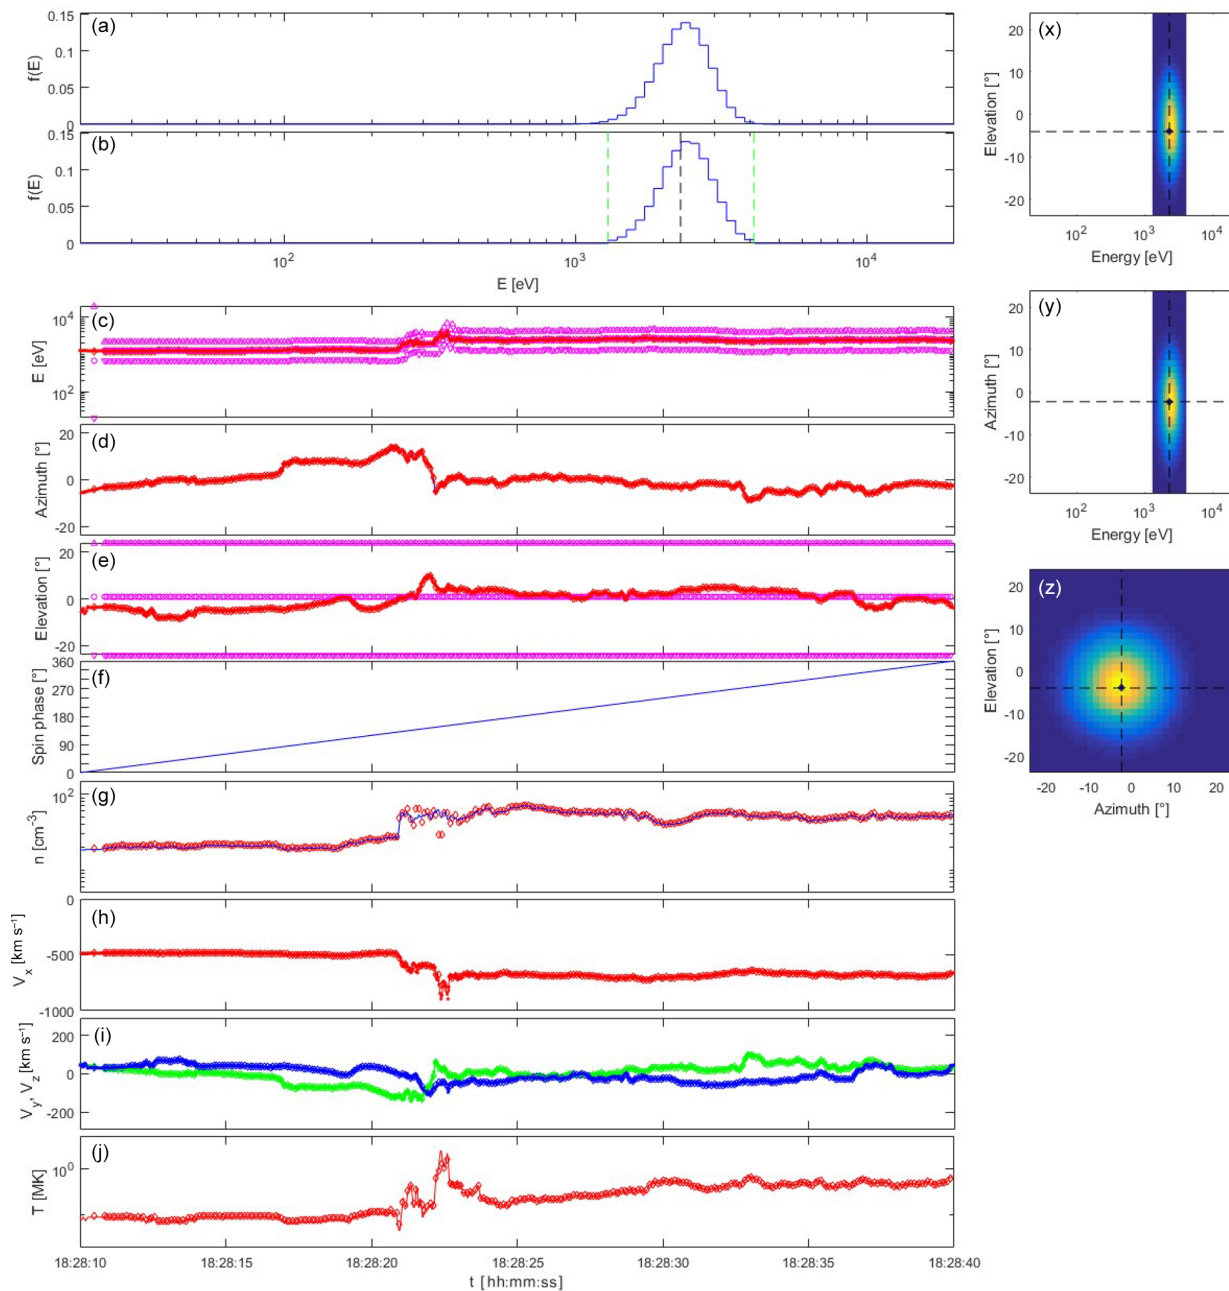 (a)
0.15
0.1
0.05
0
f(E)
(b)
0.15
0.1
0.05
0
f(E)
10² 10³ 10⁴
E [eV]
(c)
10⁴
10²
E [eV]
(d)
20
0
-20
Azimuth [°]
(e)
20
0
-20
Elevation [°]
(f)
360
270
180
90
0
Spin phase [°]
(g)
10²
n [cm⁻³]
(h)
0
-500
-1000
Vₓ [km s⁻¹]
(i)
200
0
-200
V_y, V_z [km s⁻¹]
(j)
10⁰
T [MK]
18:28:10 18:28:15 18:28:20 18:28:25 18:28:30 18:28:35 18:28:40
t [hh:mm:ss]
(x)
20
10
0
-10
-20
Elevation [°]
10² 10³ 10⁴
Energy [eV]
(y)
20
10
0
-10
-20
Azimuth [°]
10² 10³ 10⁴
Energy [eV]
(z)
20
10
0
-10
-20
Elevation [°]
-20 -10 0 10 20
Azimuth [°]